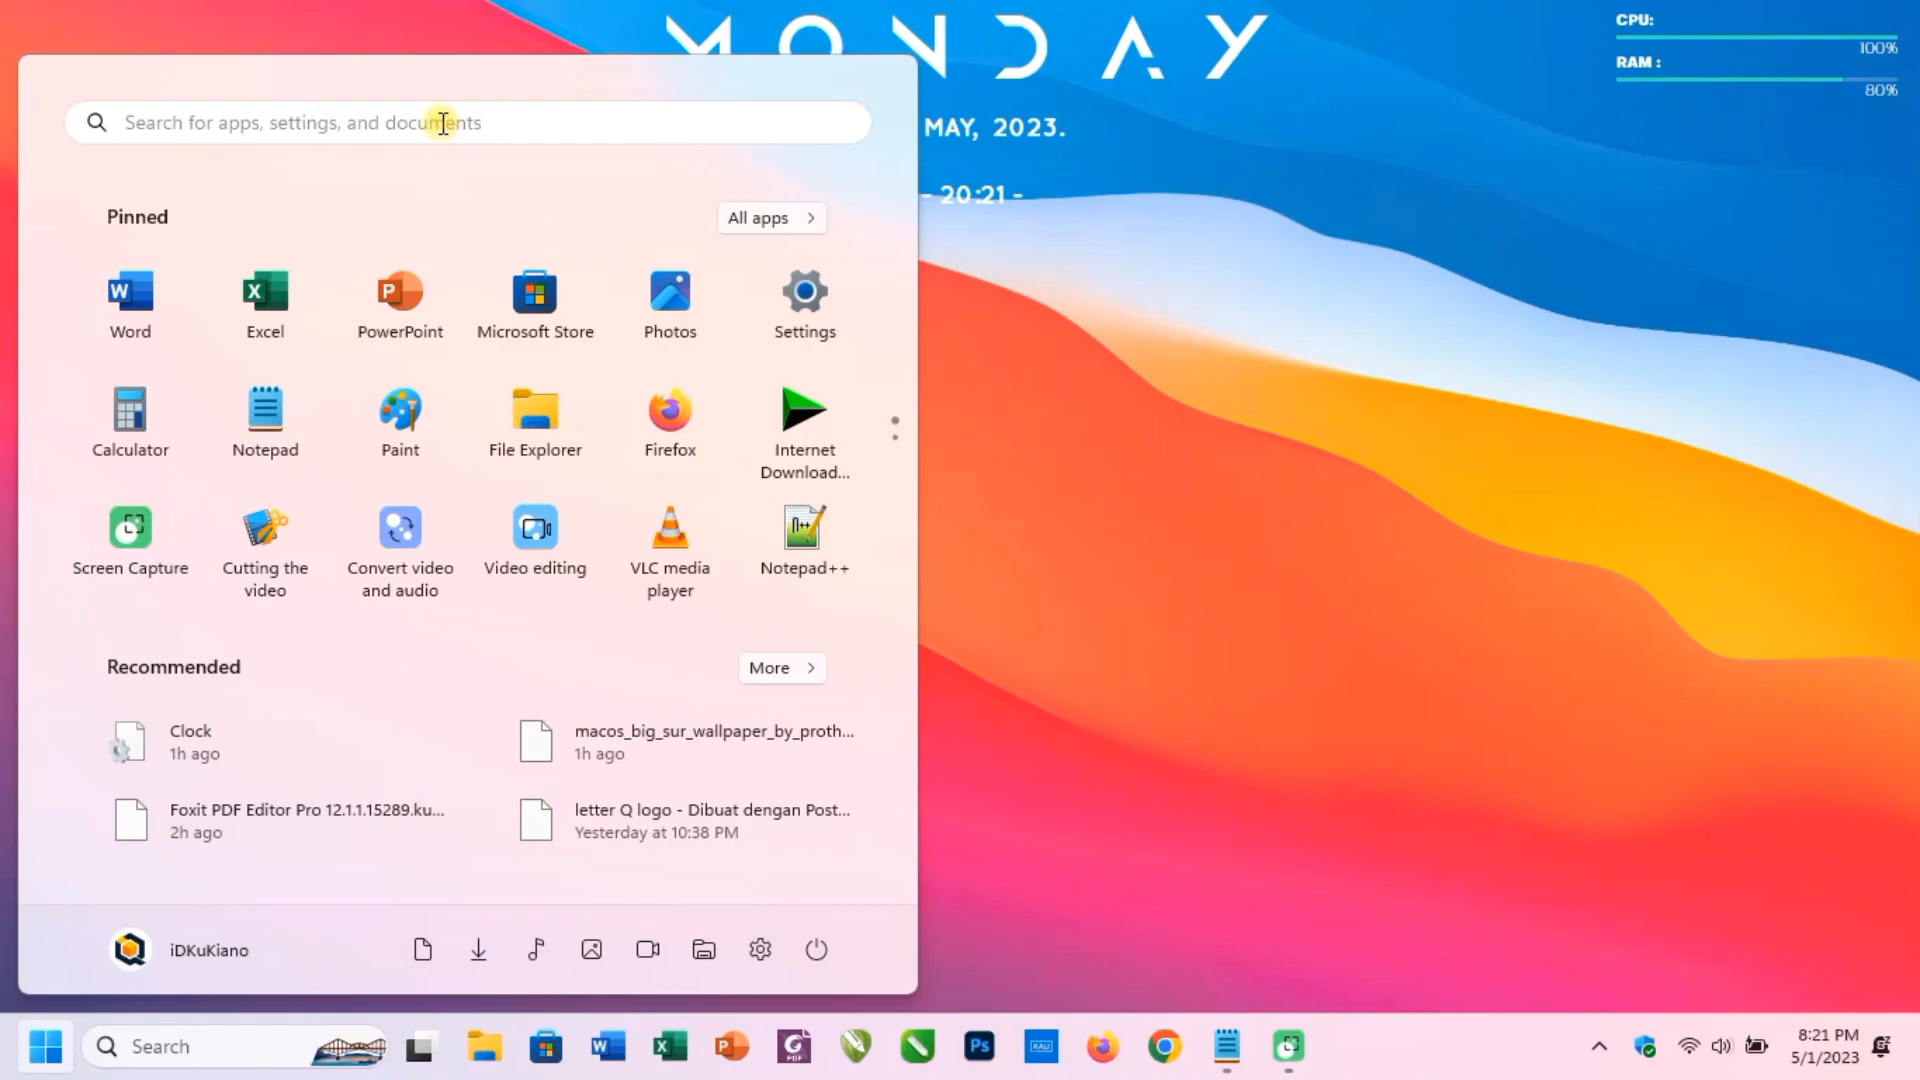 MONDAY
CPU:
100%
RAM :
80%
MAY, 2023.
- 20:21 -
Search for apps, settings, and documents
Pinned
All apps
Word
Excel
PowerPoint
Microsoft Store
Photos
Settings
Calculator
Notepad
Paint
File Explorer
Firefox
Internet
Download...
Screen Capture
Cutting the
video
Convert video
and audio
Video editing
VLC media
player
Notepad++
Recommended
More
Clock
1h ago
macos_big_sur_wallpaper_by_proth...
1h ago
Foxit PDF Editor Pro 12.1.1.15289.ku...
2h ago
letter Q logo - Dibuat dengan Post...
Yesterday at 10:38 PM
iDKuKiano
Search
8:21 PM
5/1/2023